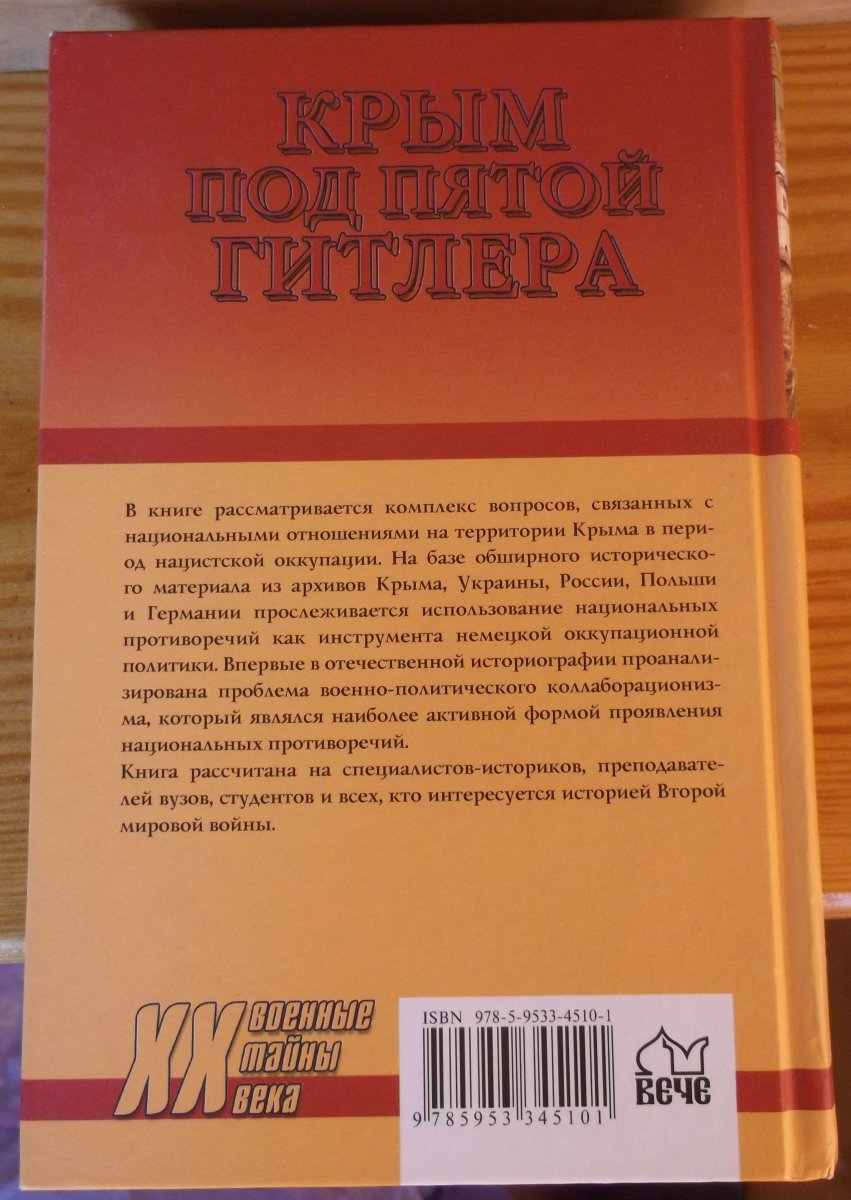 КРЫМ
ПОД ПЯТОЙ
ГИТЛЕРА
В книге рассматривается комплекс вопросов, связанных с
национальными отношениями на территории Крыма в пери-
од нацистской оккупации. На базе обширного историческо-
го материала из архивов Крыма, Украины, России, Польши
и Германии прослеживается использование национальных
противоречий как инструмента немецкой оккупационной
политики. Впервые в отечественной историографии проанали-
зирована проблема военно-политического коллаборациониз-
ма, который являлся наиболее активной формой проявления
национальных противоречий.
Книга рассчитана на специалистов-историков, преподавате-
лей вузов, студентов и всех, кто интересуется историей Второй
мировой войны.
XX
военные
тайны
века
ISBN 978-5-9533-4510-1
9 785953 345101
ВЕЧЕ